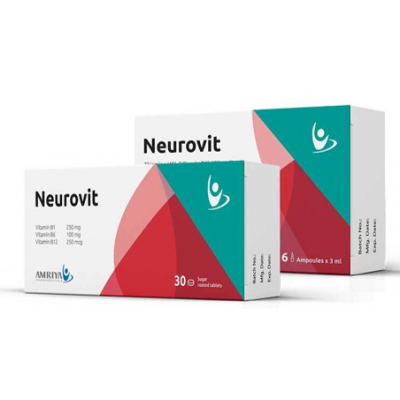 Neurovit
6 Ampoules x 3 ml
Batch No.:
Mfg. Date:
Exp. Date:
Neurovit
Vitamin B1 250 mg
Vitamin B6 100 mg
Vitamin B12 250 mcg
AMRIYA
30 Sugar
coated tablets
Batch No.:
Mfg. Date:
Exp. Date: